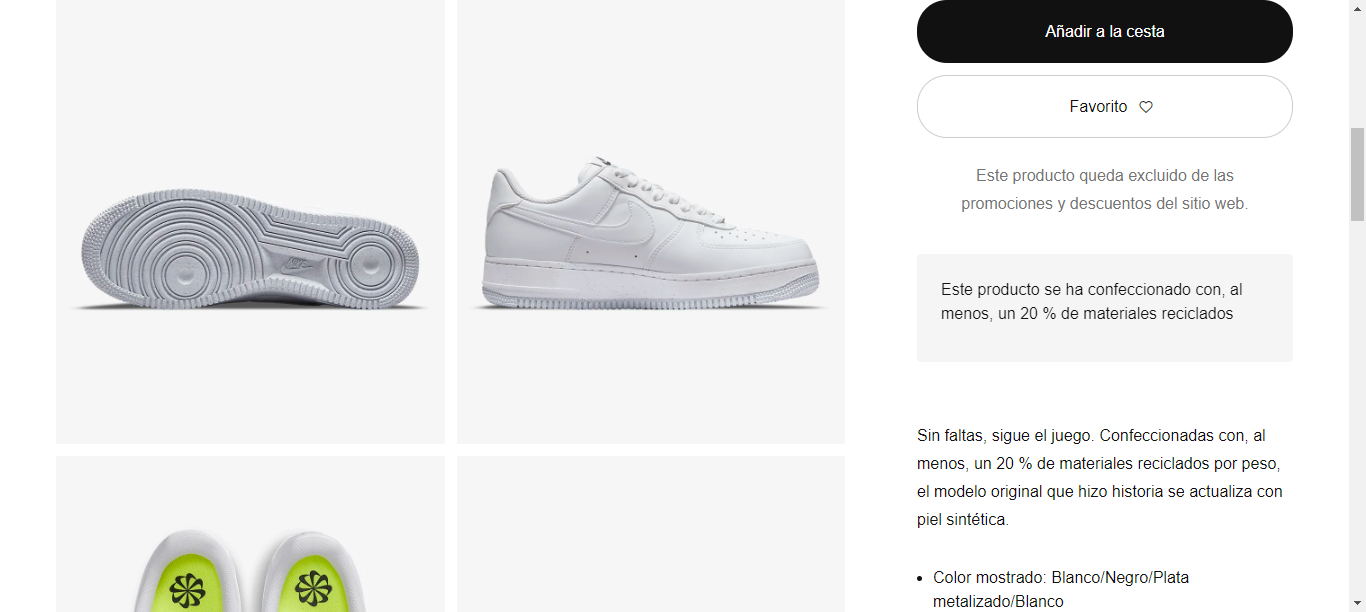 Añadir a la cesta
Favorito
Este producto queda excluido de las
promociones y descuentos del sitio web.
Este producto se ha confeccionado con, al
menos, un 20 % de materiales reciclados
Sin faltas, sigue el juego. Confeccionadas con, al
menos, un 20 % de materiales reciclados por peso,
el modelo original que hizo historia se actualiza con
piel sintética.
Color mostrado: Blanco/Negro/Plata
metalizado/Blanco